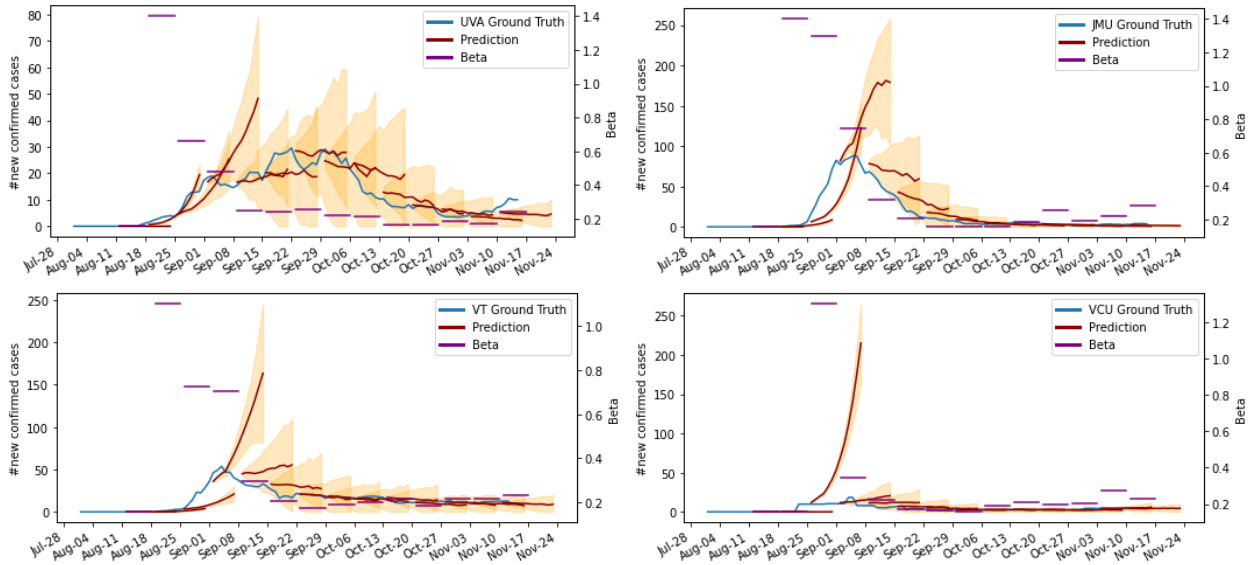 80
70
60
50
40
30
20
10
0
#new confirmed cases
UVA Ground Truth
Prediction
Beta
1.4
1.2
1.0
0.8
0.6
0.4
0.2
Beta
Jul-28
Aug-04
Aug-11
Aug-18
Aug-25
Sep-01
Sep-08
Sep-15
Sep-22
Sep-29
Oct-06
Oct-13
Oct-20
Oct-27
Nov-03
Nov-10
Nov-17
Nov-24
250
200
150
100
50
0
#new confirmed cases
JMU Ground Truth
Prediction
Beta
1.4
1.2
1.0
0.8
0.6
0.4
0.2
Beta
Jul-28
Aug-04
Aug-11
Aug-18
Aug-25
Sep-01
Sep-08
Sep-15
Sep-22
Sep-29
Oct-06
Oct-13
Oct-20
Oct-27
Nov-03
Nov-10
Nov-17
Nov-24
250
200
150
100
50
0
#new confirmed cases
VT Ground Truth
Prediction
Beta
1.0
0.8
0.6
0.4
0.2
Beta
Jul-28
Aug-04
Aug-11
Aug-18
Aug-25
Sep-01
Sep-08
Sep-15
Sep-22
Sep-29
Oct-06
Oct-13
Oct-20
Oct-27
Nov-03
Nov-10
Nov-17
Nov-24
250
200
150
100
50
0
#new confirmed cases
VCU Ground Truth
Prediction
Beta
1.2
1.0
0.8
0.6
0.4
0.2
Beta
Jul-28
Aug-04
Aug-11
Aug-18
Aug-25
Sep-01
Sep-08
Sep-15
Sep-22
Sep-29
Oct-06
Oct-13
Oct-20
Oct-27
Nov-03
Nov-10
Nov-17
Nov-24